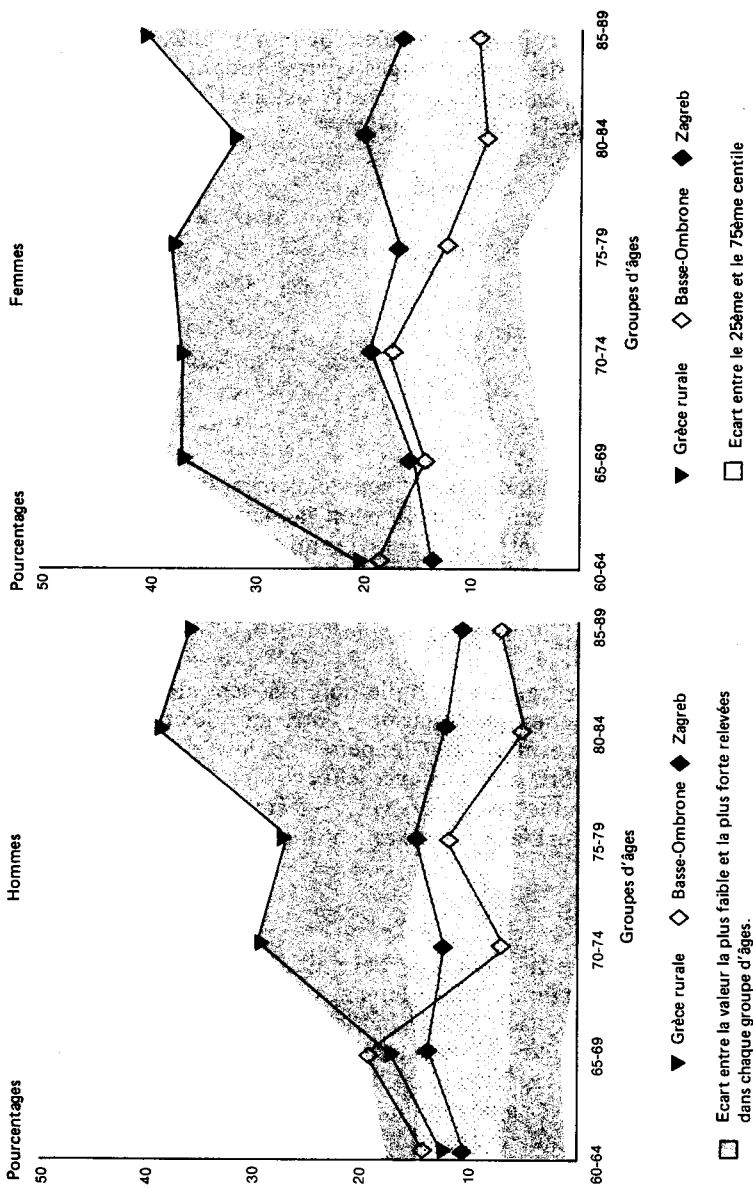 Hommes
Pourcentages
50
40
30
20
10
60-64
65-69
70-74
75-79
80-84
85-89
Groupes d'âges
Grèce rurale
Basse-Ombrone
Zagreb
Ecart entre la valeur la plus faible et la plus forte relevées
dans chaque groupe d'âges.
Femmes
Pourcentages
50
40
30
20
10
60-64
65-69
70-74
75-79
80-84
85-89
Groupes d'âges
Grèce rurale
Basse-Ombrone
Zagreb
Ecart entre le 25ème et le 75ème centile